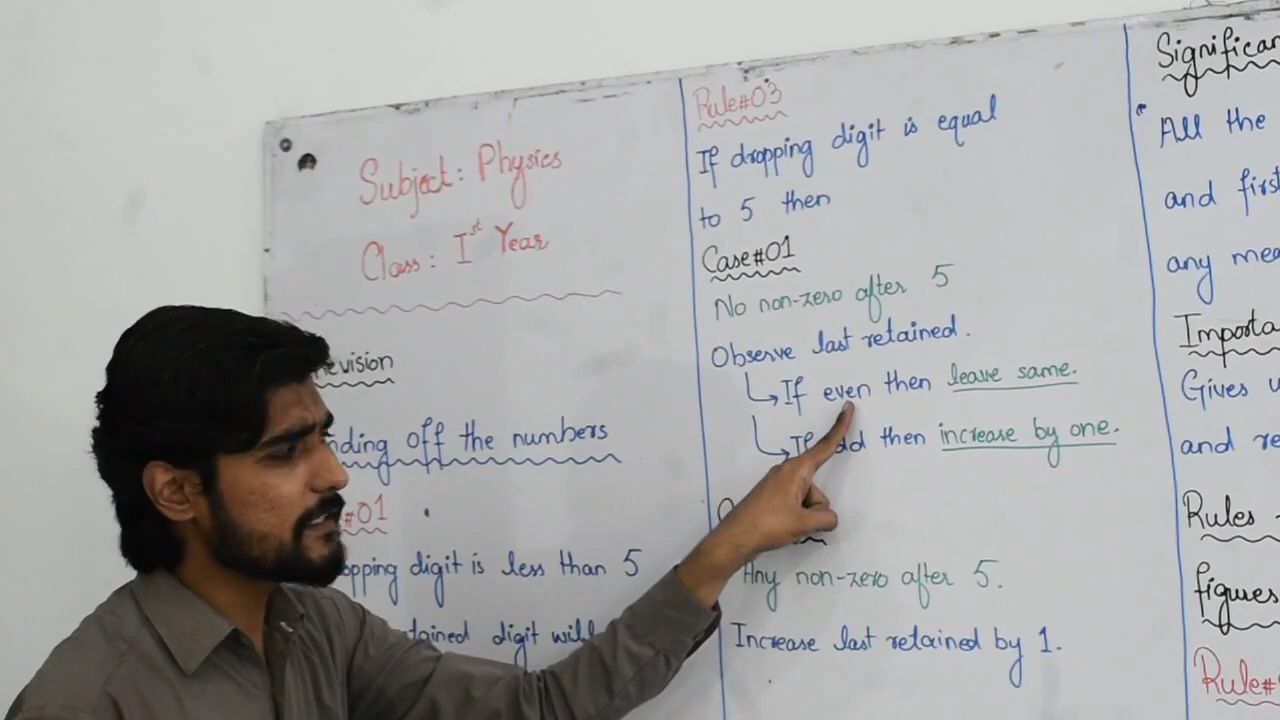 Subject: Physics
Class: Ist Year
evision
nding off the numbers
#01
opping digit is less than 5
tained digit will
Rule#03
If dropping digit is equal
to 5 then
Case#01
No non-zero after 5
Observe last retained.
If even then leave same.
If odd then increase by one.
Any non-zero after 5.
Increase last retained by 1.
Significan
All the
and first
any mea
Importa
Gives
and re
Rules
figures
Rule#